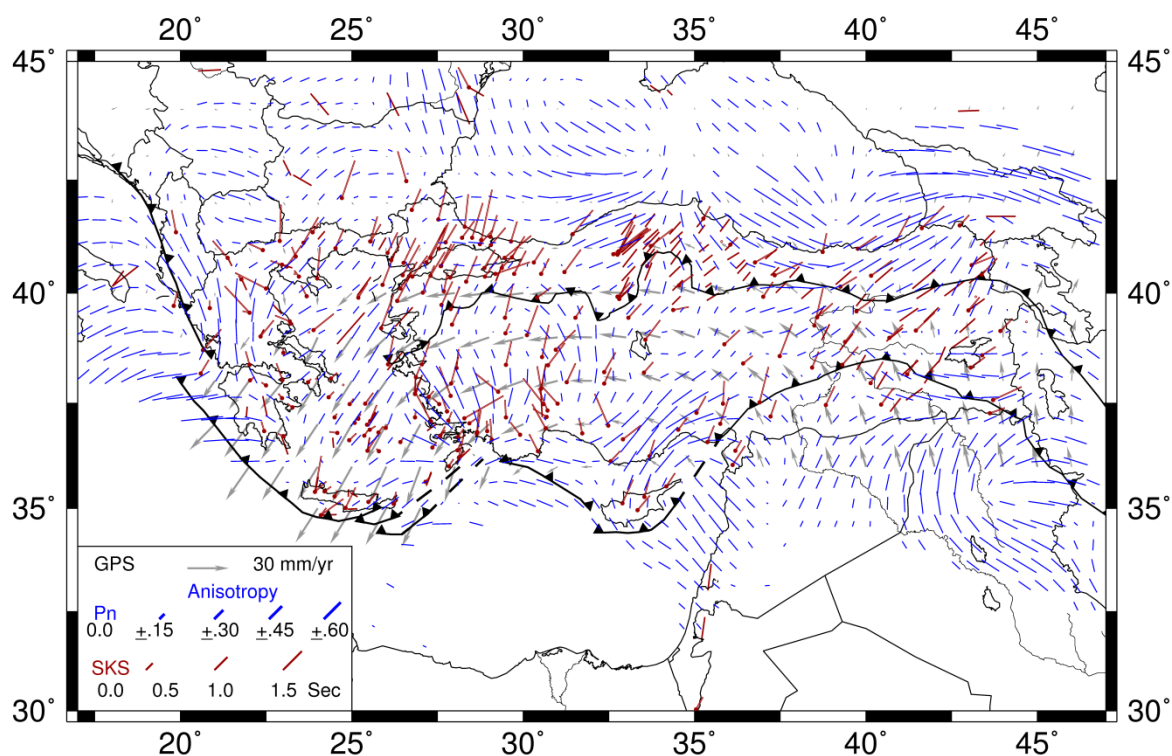 20° 25° 30° 35° 40° 45°
45° 45°
40° 40°
35° 35°
GPS 30 mm/yr
Anisotropy
Pn
0.0 ±.15 ±.30 ±.45 ±.60
SKS
0.0 0.5 1.0 1.5 Sec
30° 30°
20° 25° 30° 35° 40° 45°